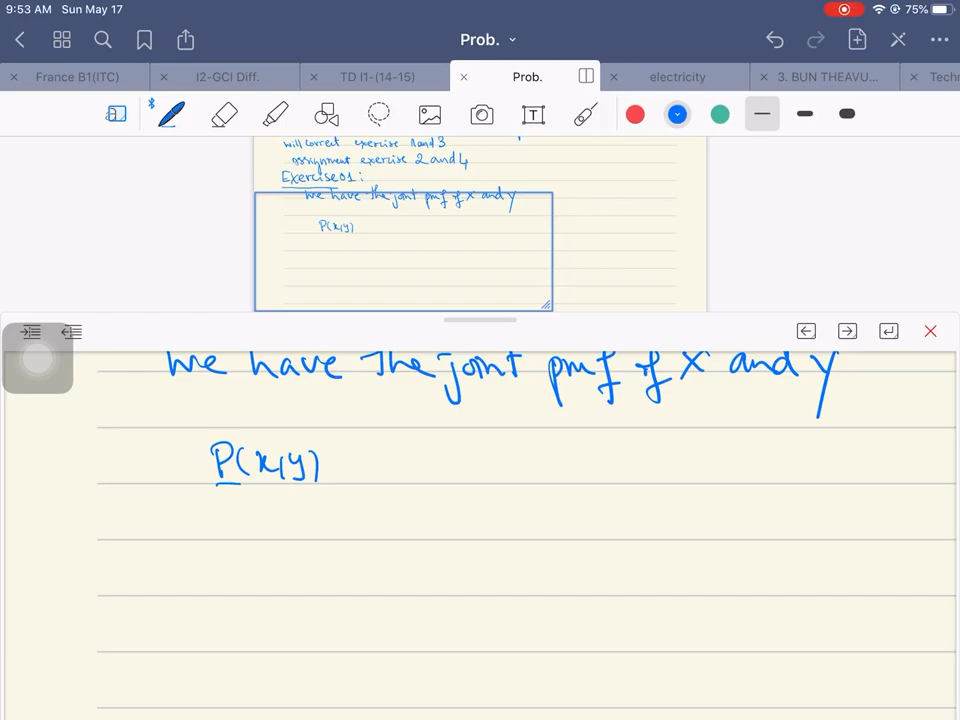 9:53 AM Sun May 17
75%
Prob.
France B1(ITC)
I2-GCI Diff.
TD I1-(14-15)
Prob.
electricity
3. BUN THEAVU...
Techn
will correct exercise 1 and 3
assignment exercise 2 and 4
Exercise 01:
We have the joint pmf of X and Y
P(x,y)
We have the joint pmf of X and Y
P(x,y)